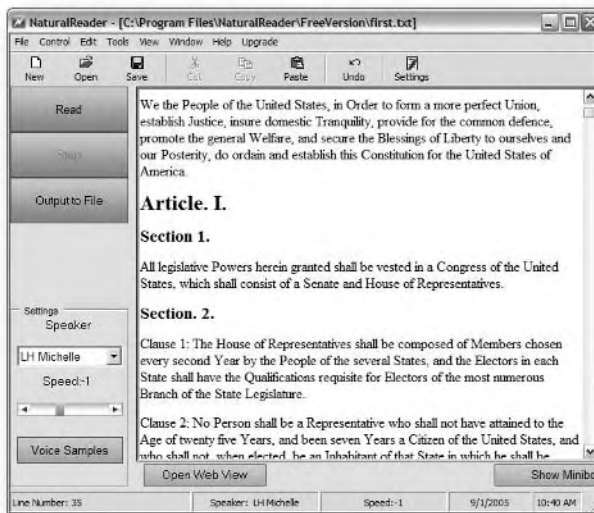 NaturalReader - [C:\Program Files\NaturalReader\FreeVersion\first.txt]
File Control Edit Tools View Window Help Upgrade
New Open Save Cut Copy Paste Undo Settings
Read
Stop
Output to File
Settings
Speaker
LH Michelle
Speed:-1
Voice Samples
We the People of the United States, in Order to form a more perfect Union,
establish Justice, insure domestic Tranquility, provide for the common defence,
promote the general Welfare, and secure the Blessings of Liberty to ourselves and
our Posterity, do ordain and establish this Constitution for the United States of
America.
Article. I.
Section 1.
All legislative Powers herein granted shall be vested in a Congress of the United
States, which shall consist of a Senate and House of Representatives.
Section. 2.
Clause 1: The House of Representatives shall be composed of Members chosen
every second Year by the People of the several States, and the Electors in each
State shall have the Qualifications requisite for Electors of the most numerous
Branch of the State Legislature.
Clause 2: No Person shall be a Representative who shall not have attained to the
Age of twenty five Years, and been seven Years a Citizen of the United States, and
who shall not, when elected, be an Inhabitant of that State in which he shall be
Open Web View Show Minibo
Line Number: 35 Speaker: LH Michelle Speed:-1 9/1/2005 10:40 AM